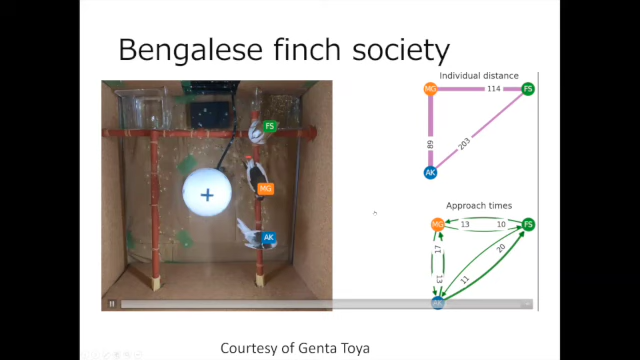 Bengalese finch society
Individual distance
MG
114
FS
89
203
AK
FS
MG
AK
Approach times
MG
13
10
FS
17
20
13
11
AK
Courtesy of Genta Toya